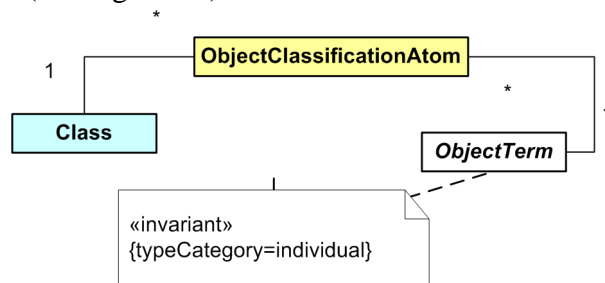 *
ObjectClassificationAtom
1
*
Class
ObjectTerm
«invariant»
{typeCategory=individual}